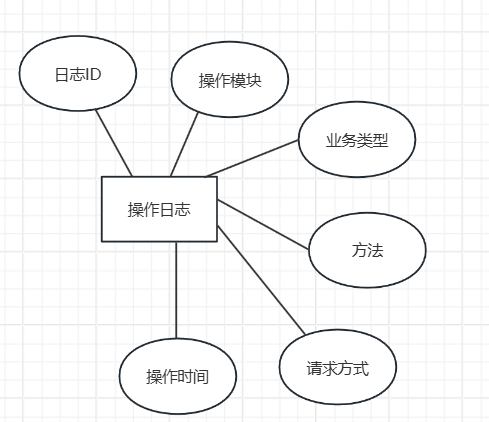 日志ID
操作模块
业务类型
操作日志
方法
请求方式
操作时间